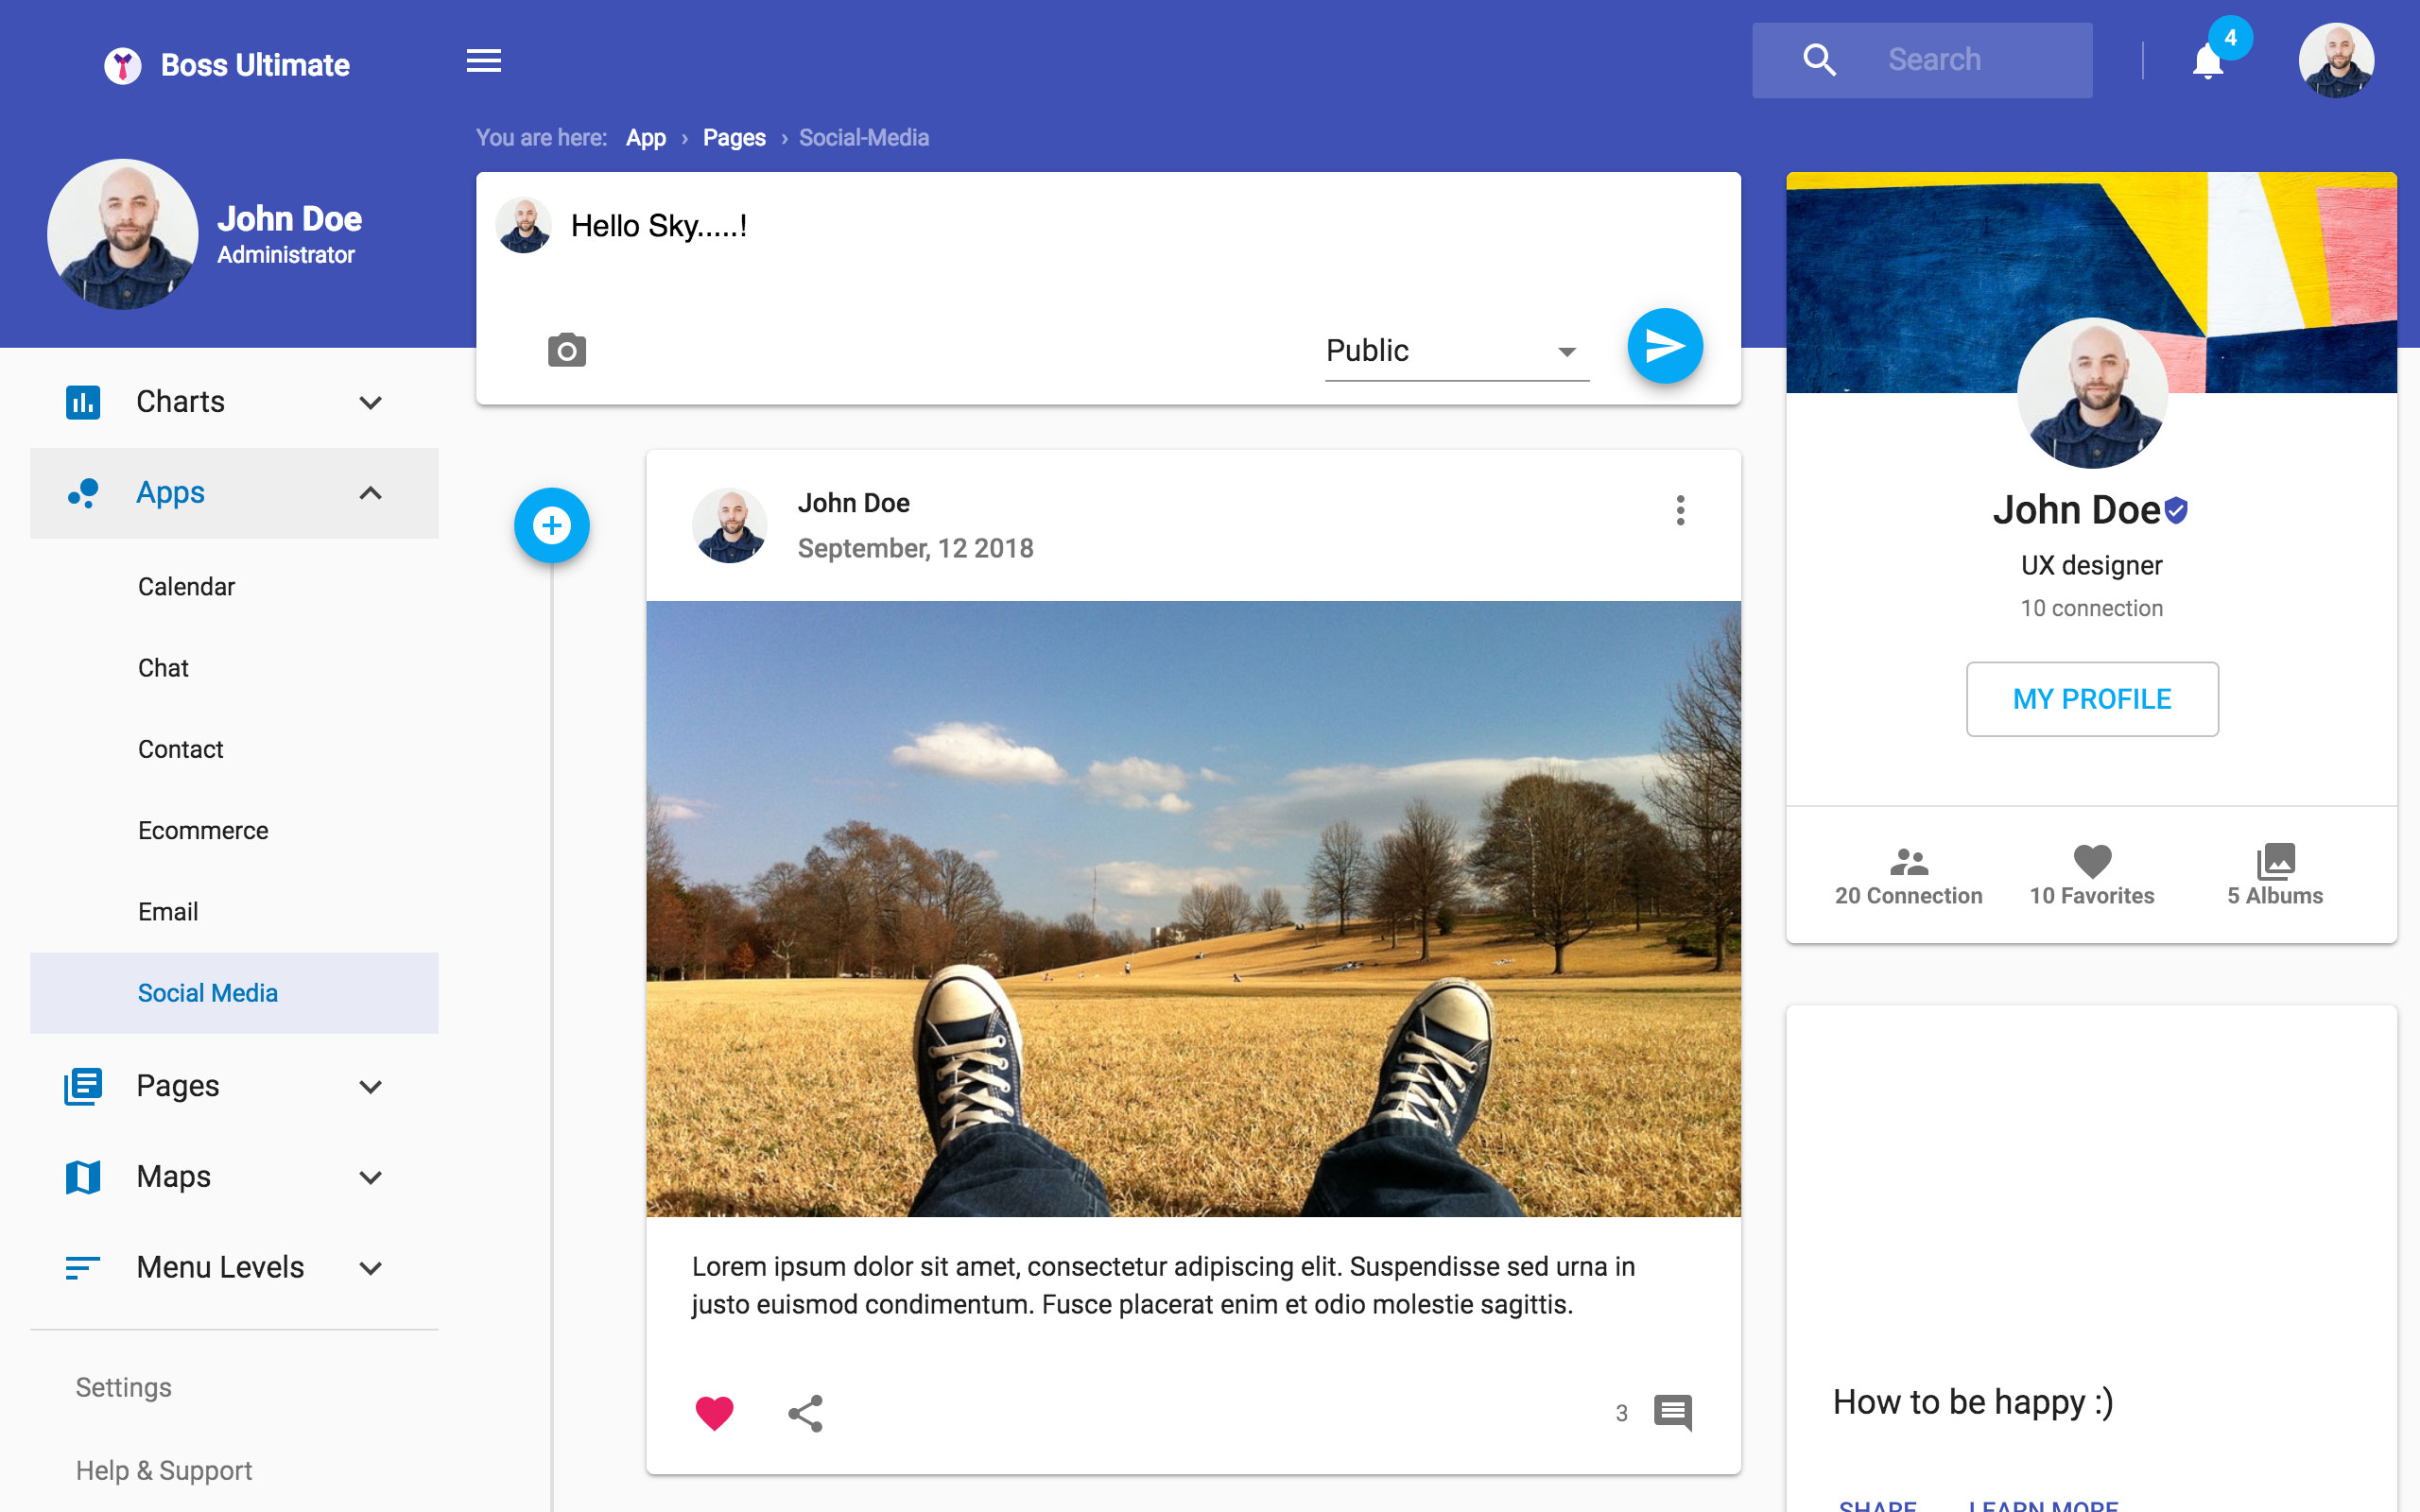 Boss Ultimate
Search
4
You are here: App › Pages › Social-Media
John Doe
Administrator
Charts
Apps
Calendar
Chat
Contact
Ecommerce
Email
Social Media
Pages
Maps
Menu Levels
Settings
Help & Support
Hello Sky.....!
Public
John Doe
September, 12 2018
Lorem ipsum dolor sit amet, consectetur adipiscing elit. Suspendisse sed urna in
justo euismod condimentum. Fusce placerat enim et odio molestie sagittis.
3
John Doe
UX designer
10 connection
MY PROFILE
20 Connection
10 Favorites
5 Albums
How to be happy :)
SHARE
LEARN MORE